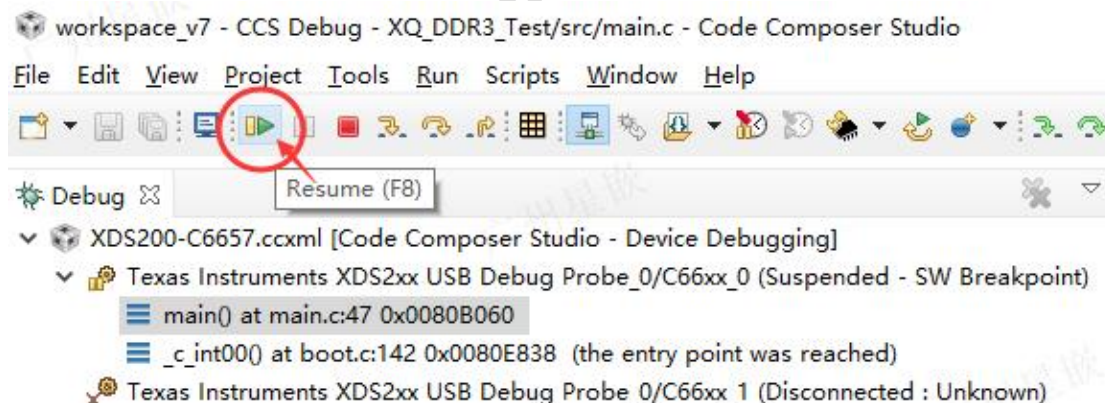 workspace_v7 - CCS Debug - XQ_DDR3_Test/src/main.c - Code Composer Studio
File Edit View Project Tools Run Scripts Window Help
Resume (F8)
Debug
XDS200-C6657.ccxml [Code Composer Studio - Device Debugging]
Texas Instruments XDS2xx USB Debug Probe_0/C66xx_0 (Suspended - SW Breakpoint)
main() at main.c:47 0x0080B060
_c_int00() at boot.c:142 0x0080E838 (the entry point was reached)
Texas Instruments XDS2xx USB Debug Probe_0/C66xx_1 (Disconnected : Unknown)